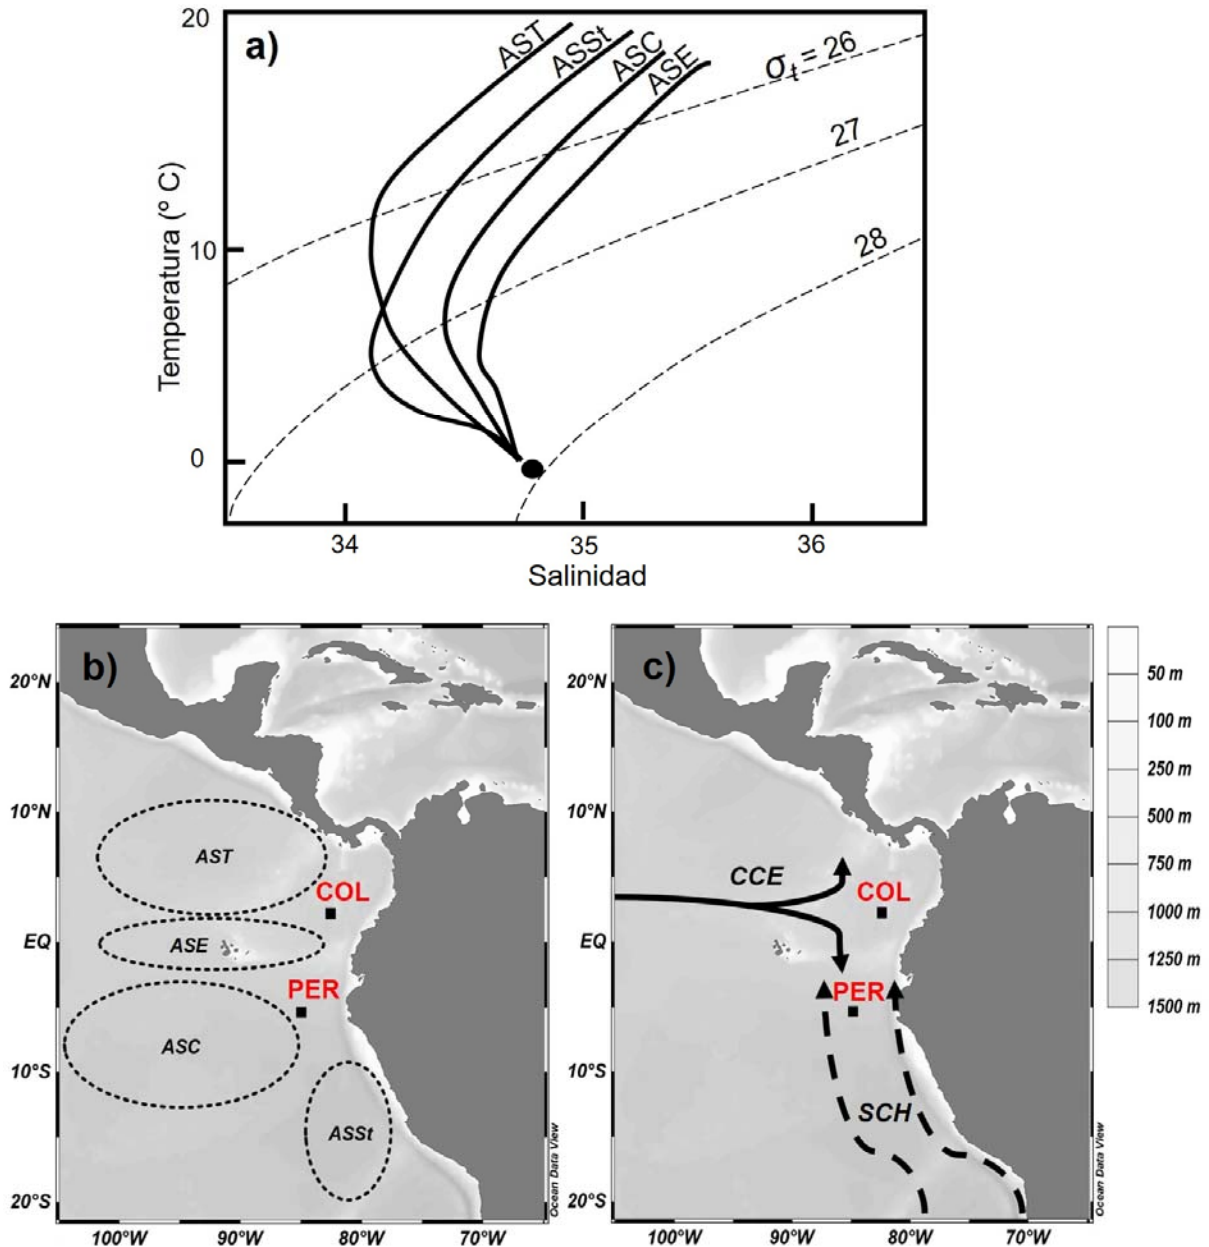 a)
20
10
0
Temperatura (º C)
AST
ASSt
ASC
ASE
σt = 26
27
28
34
35
36
Salinidad
b)
20°N
10°N
EQ
10°S
20°S
AST
COL
ASE
PER
ASC
ASSt
Ocean Data View
100°W
90°W
80°W
70°W
c)
20°N
10°N
EQ
10°S
20°S
CCE
COL
PER
SCH
Ocean Data View
100°W
90°W
80°W
70°W
50 m
100 m
250 m
500 m
750 m
1000 m
1250 m
1500 m